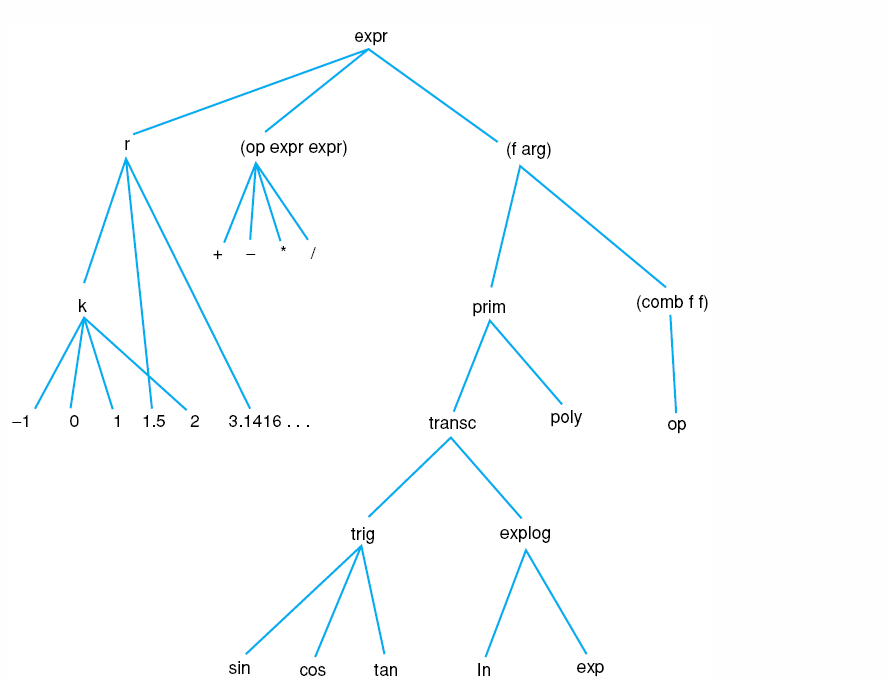 expr
r (op expr expr) (f arg)
+ – * /
k prim (comb f f)
–1 0 1 1.5 2 3.1416 . . . transc poly op
trig explog
sin cos tan ln exp